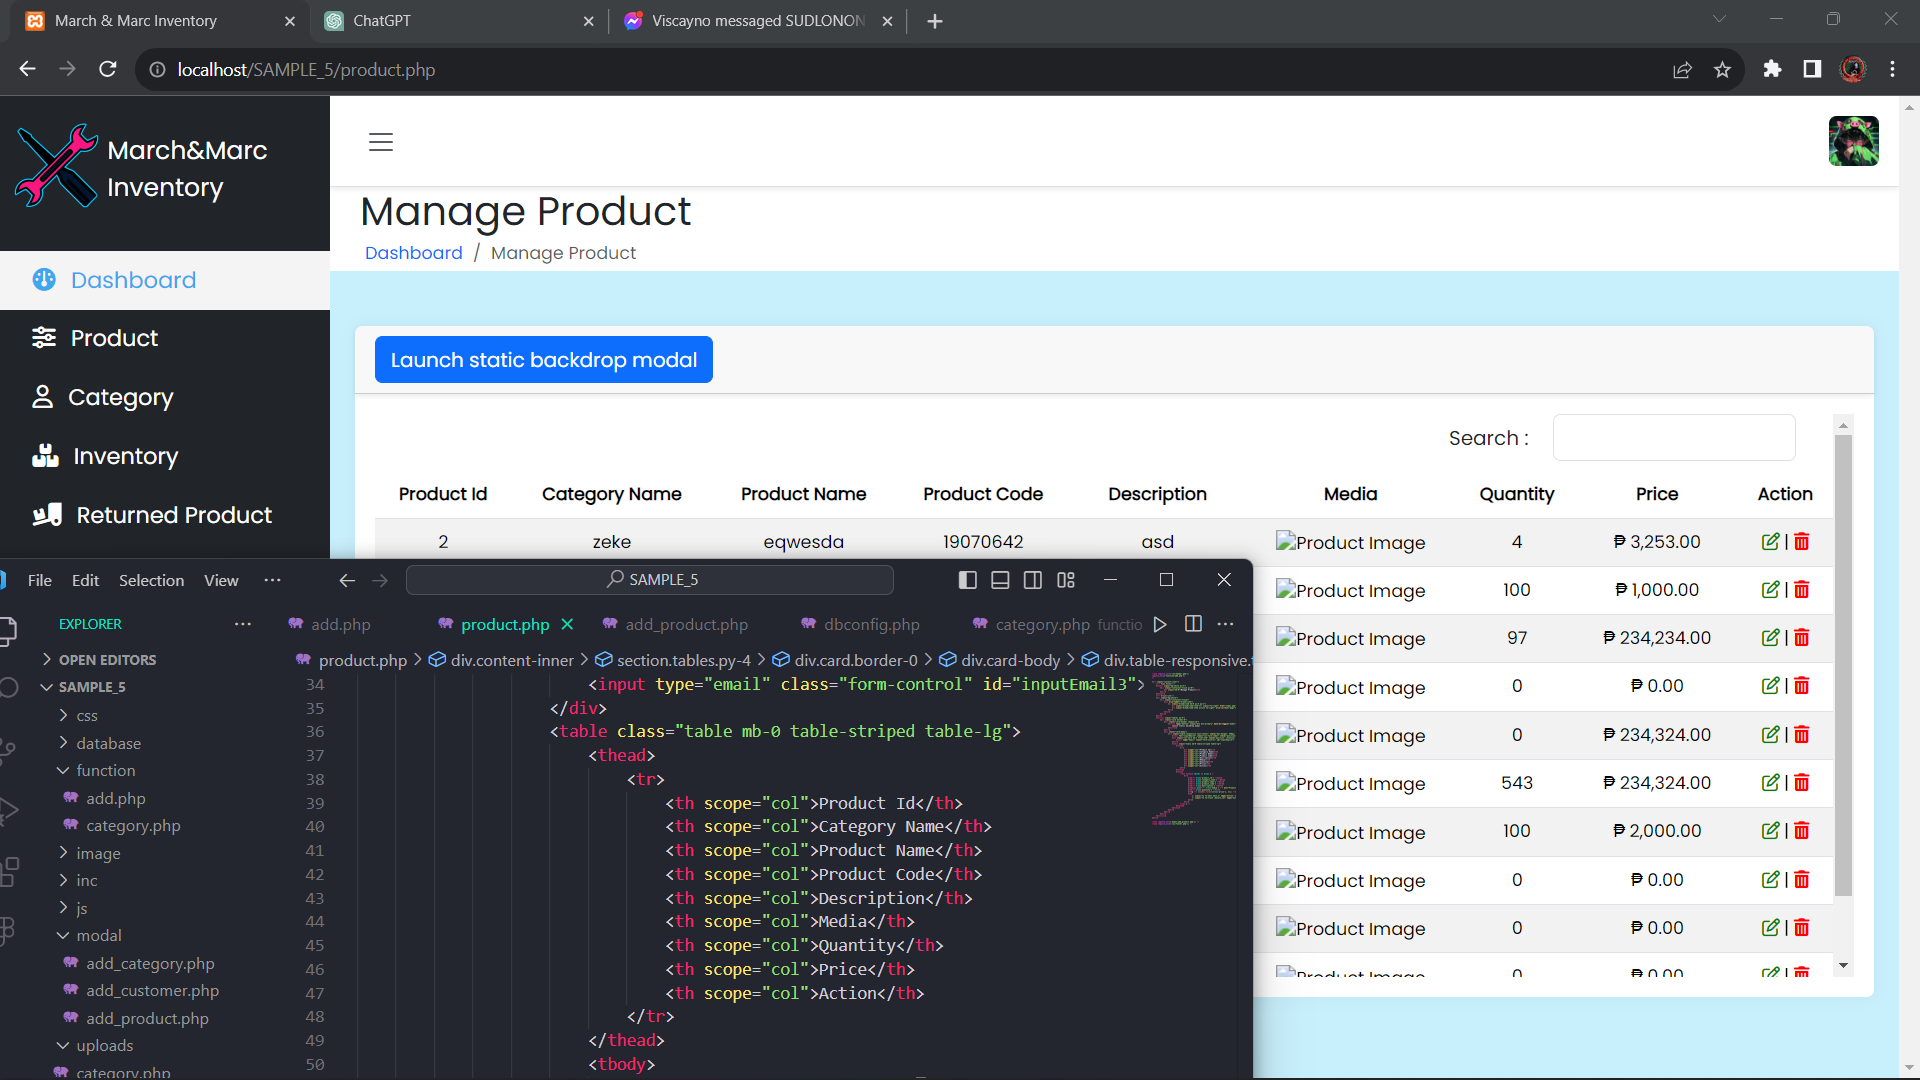 March & Marc Inventory
ChatGPT
Viscayno messaged SUDLONON
localhost/SAMPLE_5/product.php
March&Marc
Inventory
Dashboard
Product
Category
Inventory
Returned Product
Manage Product
Dashboard / Manage Product
Launch static backdrop modal
Search :
Product Id Category Name Product Name Product Code Description Media Quantity Price Action
2 zeke eqwesda 19070642 asd Product Image 4 ₱ 3,253.00 |
Product Image 100 ₱ 1,000.00 |
Product Image 97 ₱ 234,234.00 |
Product Image 0 ₱ 0.00 |
Product Image 0 ₱ 234,324.00 |
Product Image 543 ₱ 234,324.00 |
Product Image 100 ₱ 2,000.00 |
Product Image 0 ₱ 0.00 |
Product Image 0 ₱ 0.00 |
Product Image 0 ₱ 0.00 |
File Edit Selection View ··· SAMPLE_5
EXPLORER ···
OPEN EDITORS
SAMPLE_5
css
database
function
add.php
category.php
image
inc
js
modal
add_category.php
add_customer.php
add_product.php
uploads
category.php
add.php product.php add_product.php dbconfig.php category.php functio ···
product.php > div.content-inner > section.tables.py-4 > div.card.border-0 > div.card-body > div.table-responsive.
34 <input type="email" class="form-control" id="inputEmail3">
35 </div>
36 <table class="table mb-0 table-striped table-lg">
37 <thead>
38 <tr>
39 <th scope="col">Product Id</th>
40 <th scope="col">Category Name</th>
41 <th scope="col">Product Name</th>
42 <th scope="col">Product Code</th>
43 <th scope="col">Description</th>
44 <th scope="col">Media</th>
45 <th scope="col">Quantity</th>
46 <th scope="col">Price</th>
47 <th scope="col">Action</th>
48 </tr>
49 </thead>
50 <tbody>